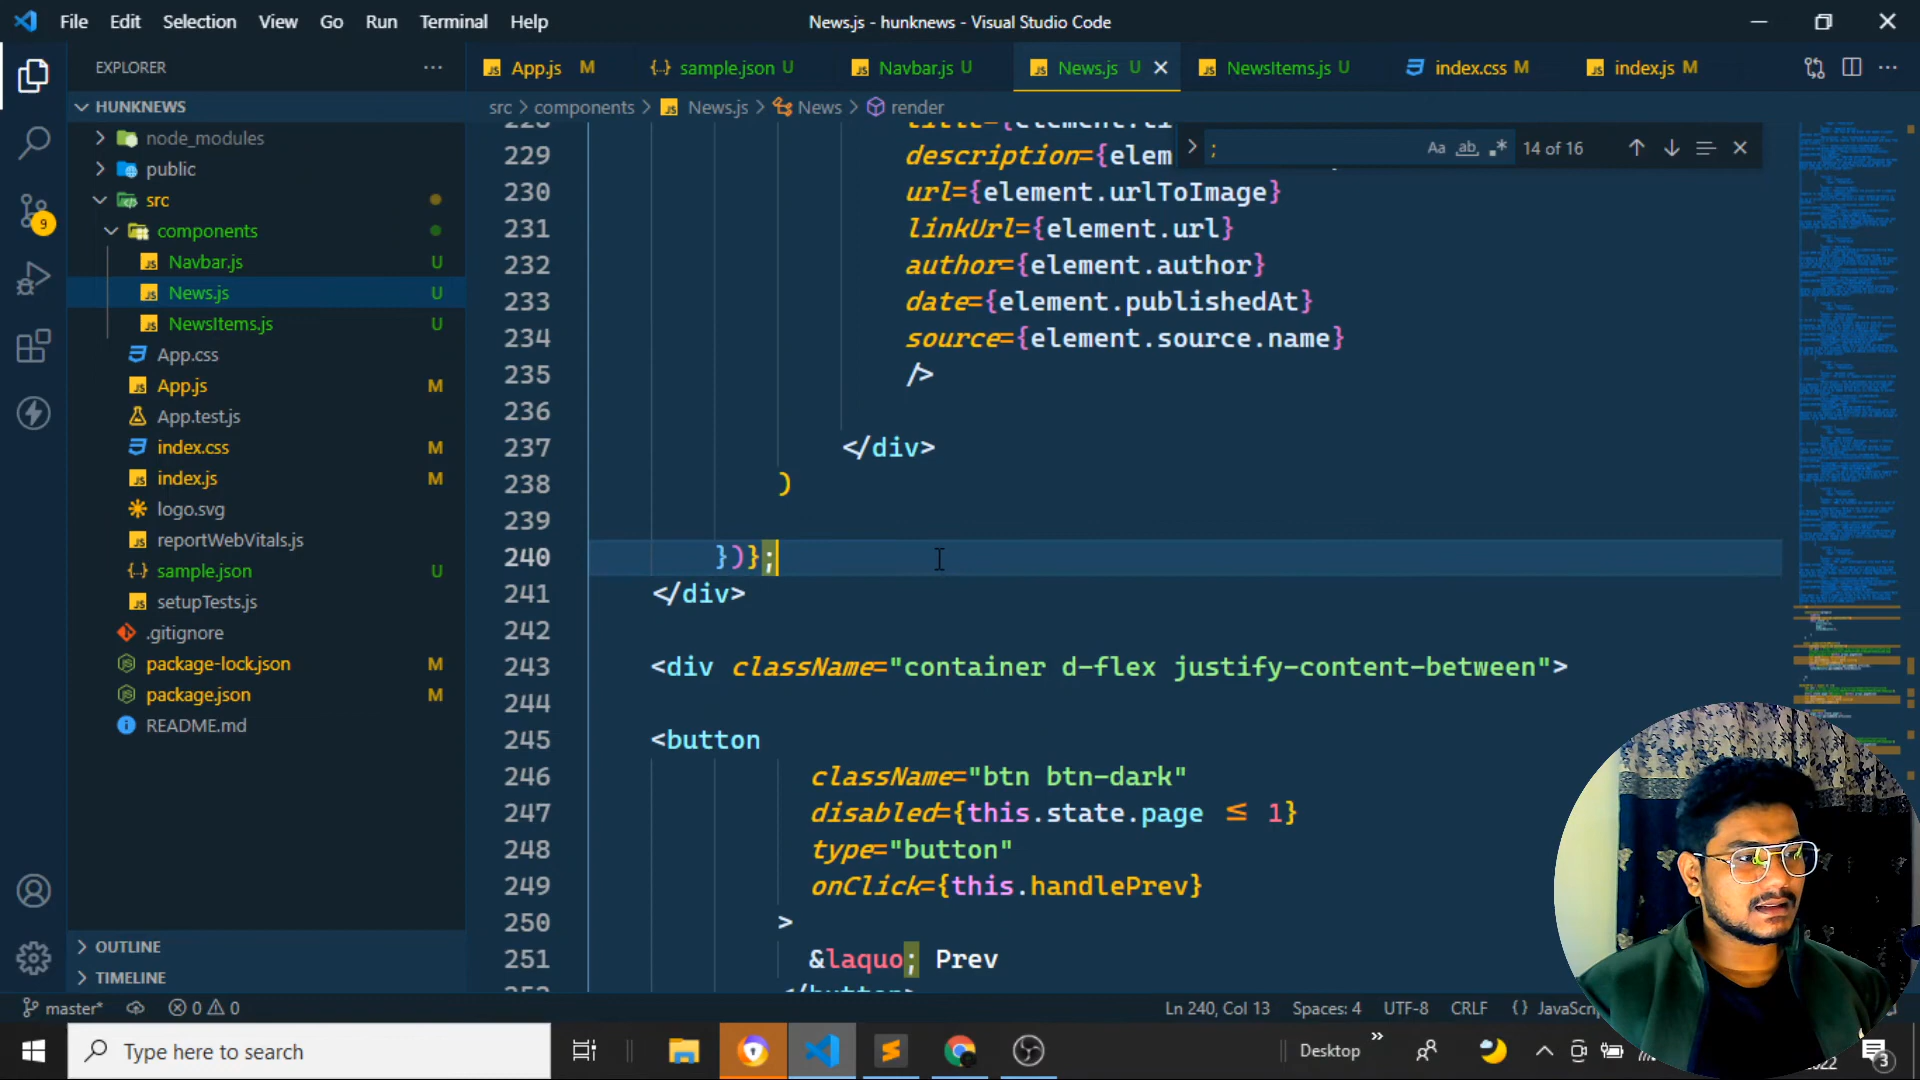 File Edit Selection View Go Run Terminal Help
News.js - hunknews - Visual Studio Code
EXPLORER
App.js M
sample.json U
Navbar.js U
News.js U
NewsItems.js U
index.css M
index.js M
HUNKNEWS
src > components > News.js > News > render
node_modules
public
src
components
Navbar.js U
News.js U
NewsItems.js U
App.css
App.js M
App.test.js
index.css M
index.js M
logo.svg
reportWebVitals.js
sample.json U
setupTests.js
.gitignore
package-lock.json M
package.json M
README.md
OUTLINE
TIMELINE
9
; Aa ab 14 of 16
229 description={elem
230 url={element.urlToImage}
231 linkUrl={element.url}
232 author={element.author}
233 date={element.publishedAt}
234 source={element.source.name}
235 />
236
237 </div>
238 )
239
240 })};
241 </div>
242
243 <div className="container d-flex justify-content-between">
244
245 <button
246 className="btn btn-dark"
247 disabled={this.state.page ≤ 1}
248 type="button"
249 onClick={this.handlePrev}
250 >
251 &laquo; Prev
master* 0 0
Ln 240, Col 13 Spaces: 4 UTF-8 CRLF {}
Type here to search
Desktop
3